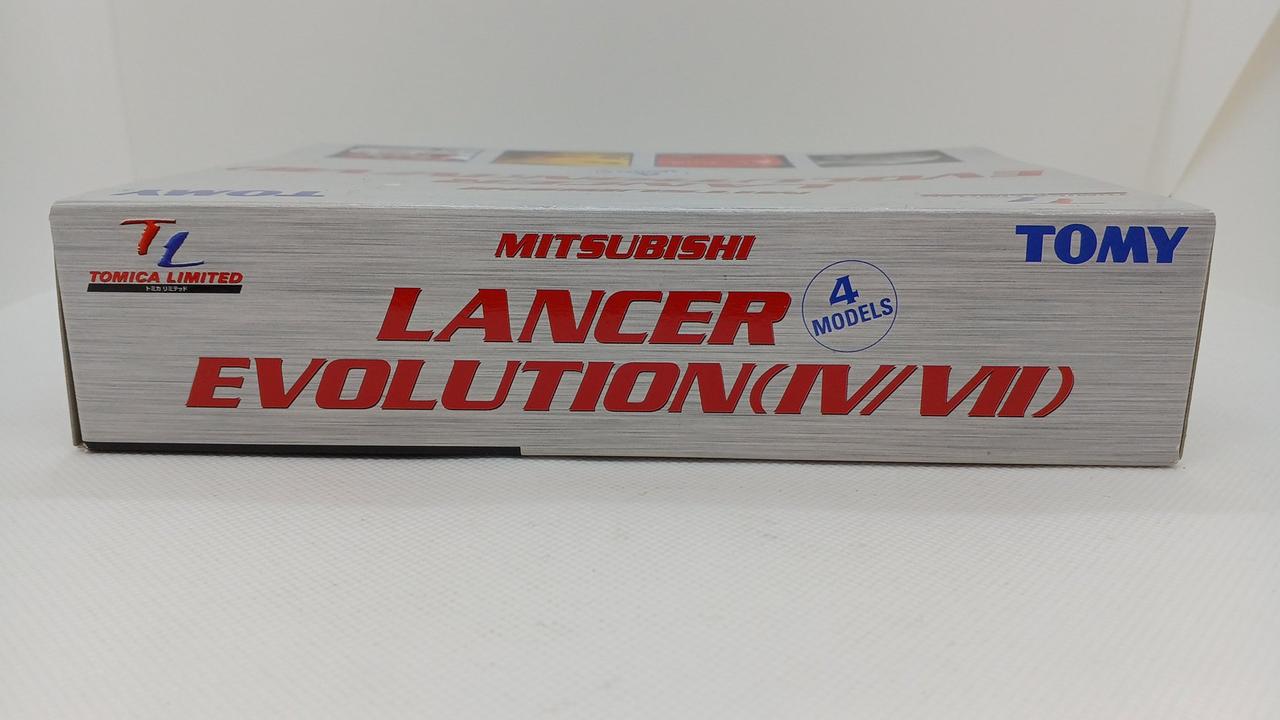 TL
TOMICA LIMITED
トミカ リミテッド
MITSUBISHI
LANCER
EVOLUTION(IV/VII)
4
MODELS
TOMY
TOMY